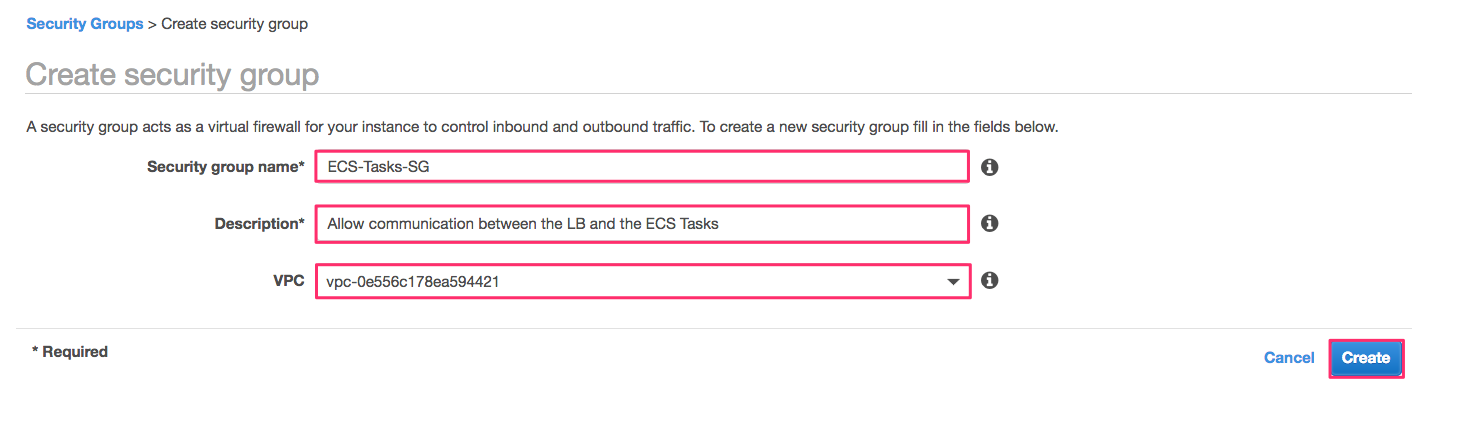 Security Groups > Create security group
Create security group
A security group acts as a virtual firewall for your instance to control inbound and outbound traffic. To create a new security group fill in the fields below.
Security group name* ECS-Tasks-SG
Description* Allow communication between the LB and the ECS Tasks
VPC vpc-0e556c178ea594421
* Required
Cancel Create